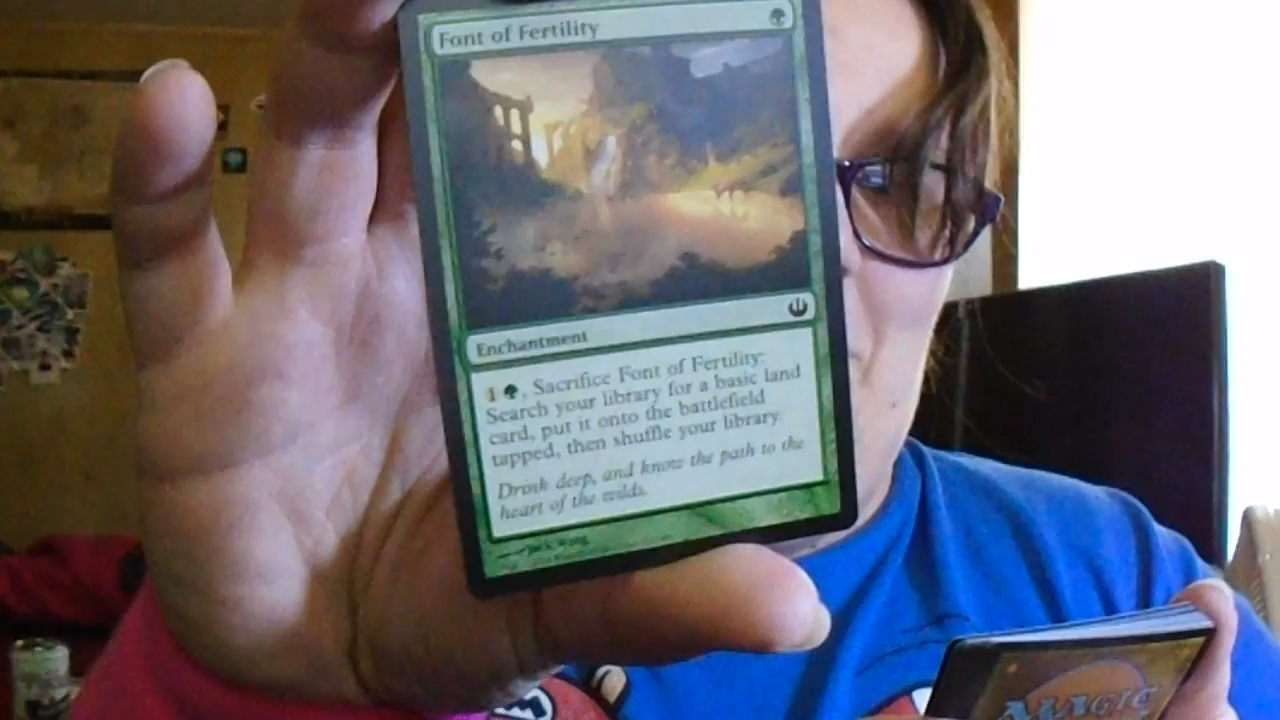 Font of Fertility
Enchantment
1 , Sacrifice Font of Fertility:
Search your library for a basic land
card, put it onto the battlefield
tapped, then shuffle your library.
Drink deep, and know the path to the
heart of the wilds.
MAGIC